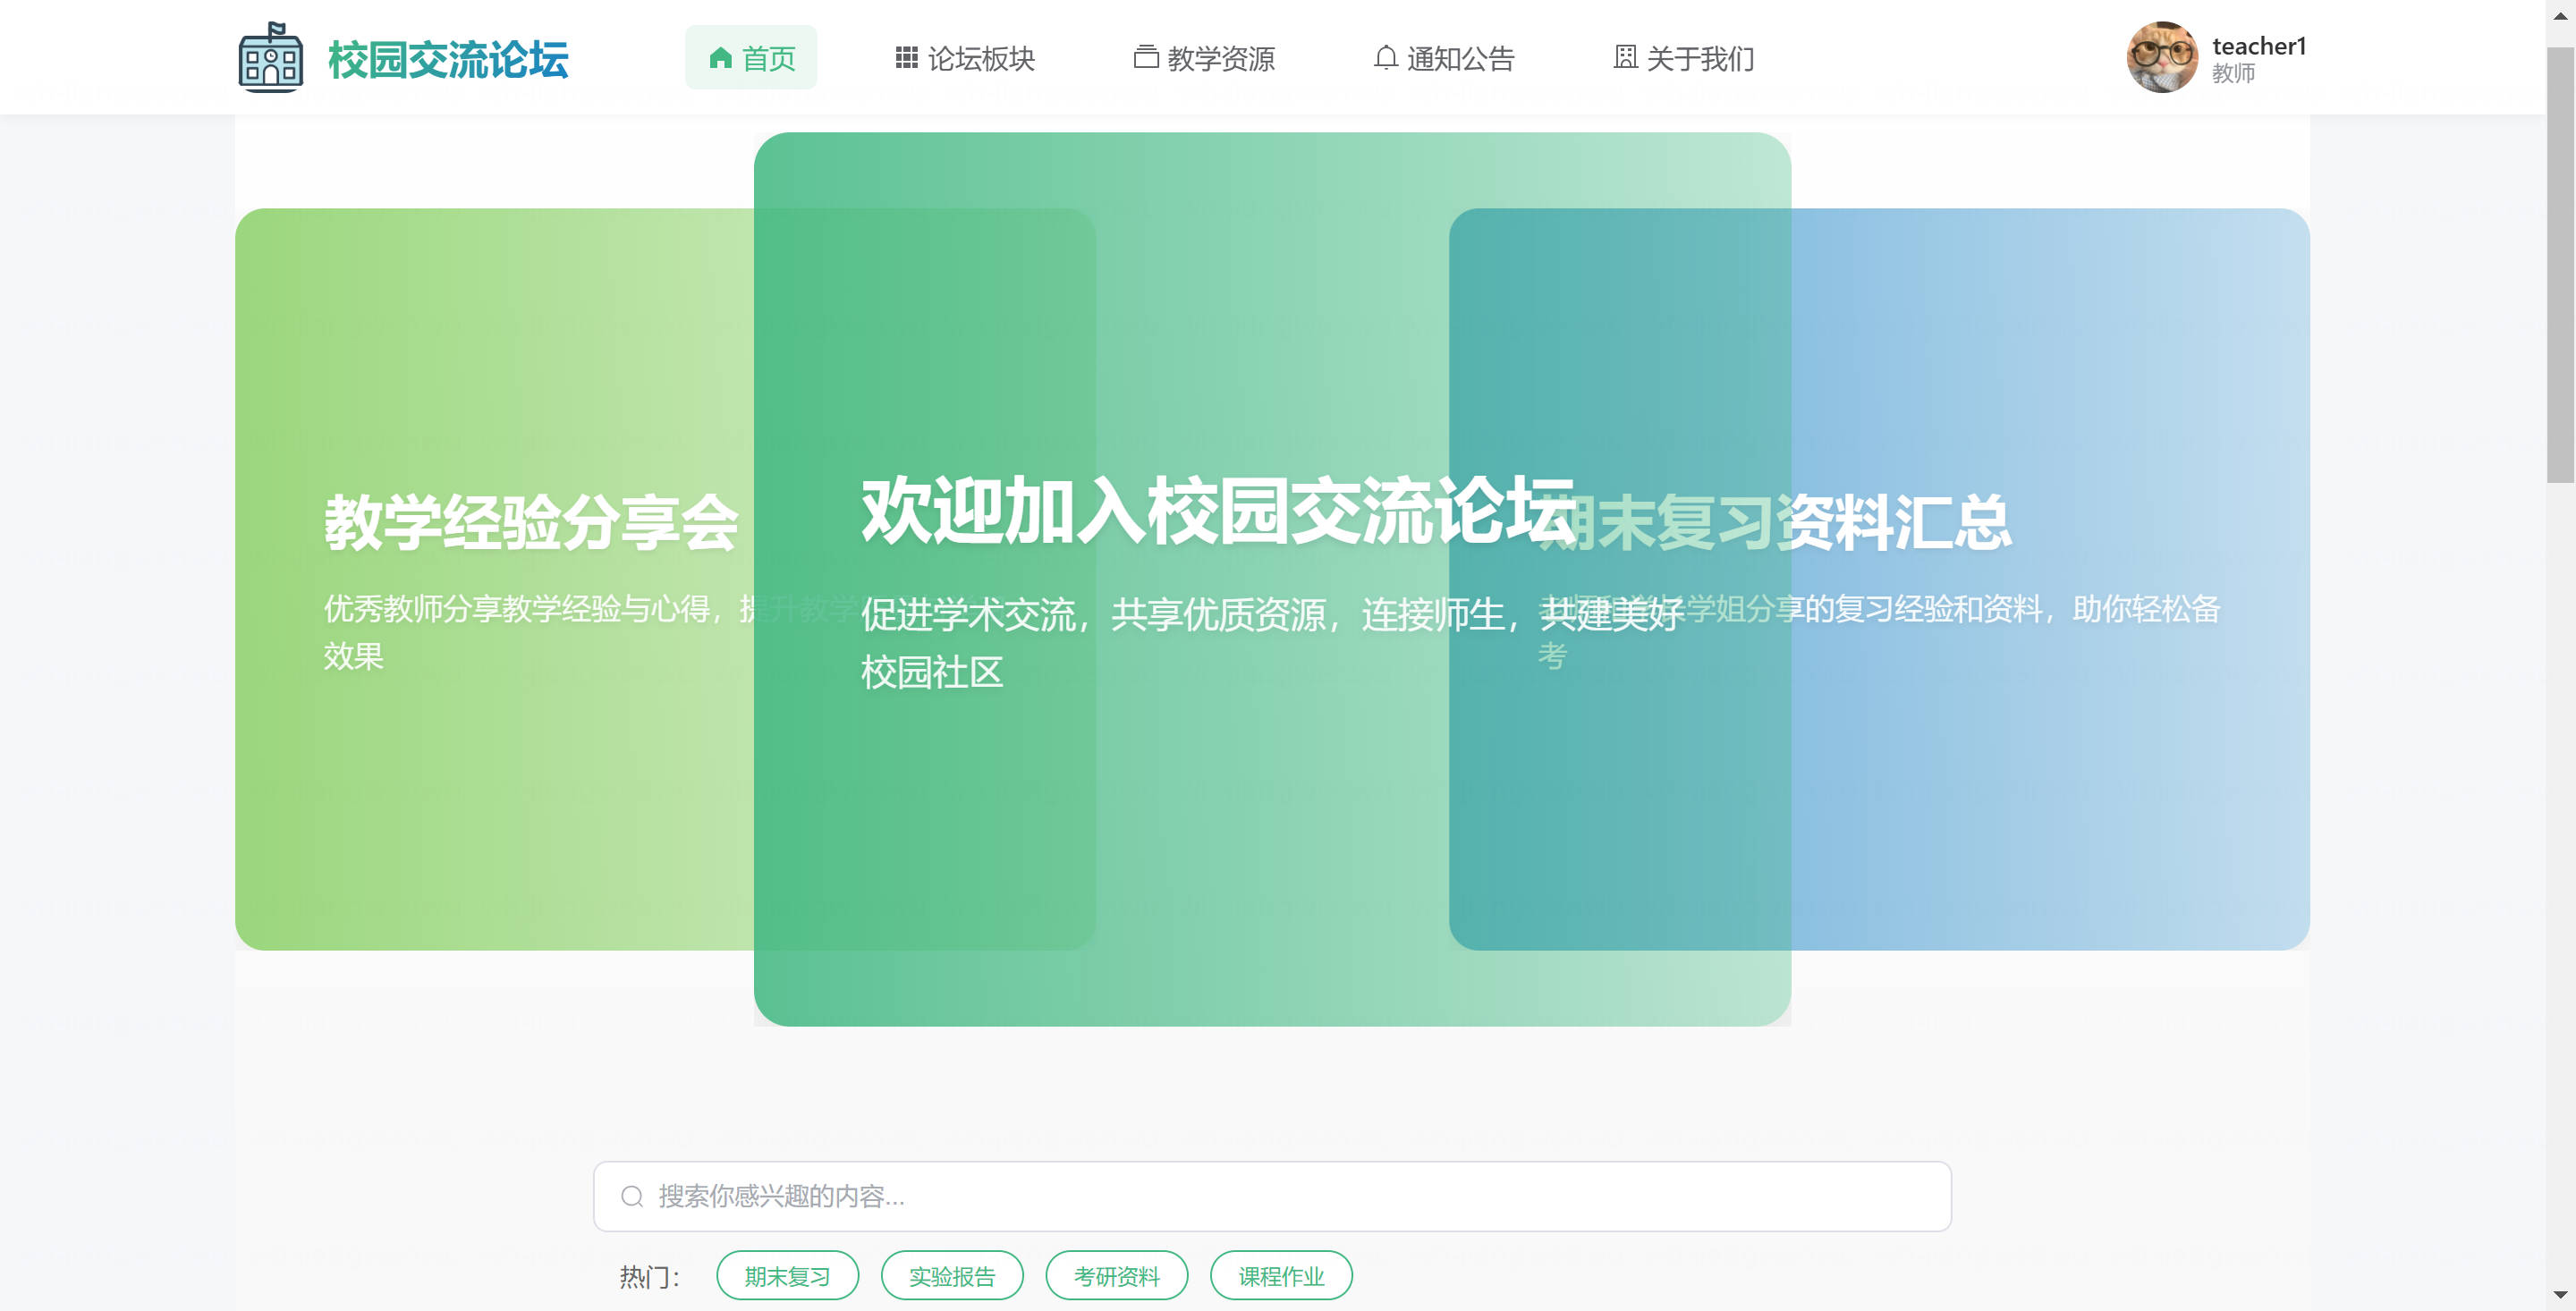 校园交流论坛
首页
论坛板块
教学资源
通知公告
关于我们
teacher1
教师
教学经验分享会
优秀教师分享教学经验与心得，提升教学
效果
欢迎加入校园交流论坛
促进学术交流，共享优质资源，连接师生，共建美好
校园社区
期末复习资料汇总
学姐分享的复习经验和资料，助你轻松备
考
搜索你感兴趣的内容...
热门：
期末复习
实验报告
考研资料
课程作业